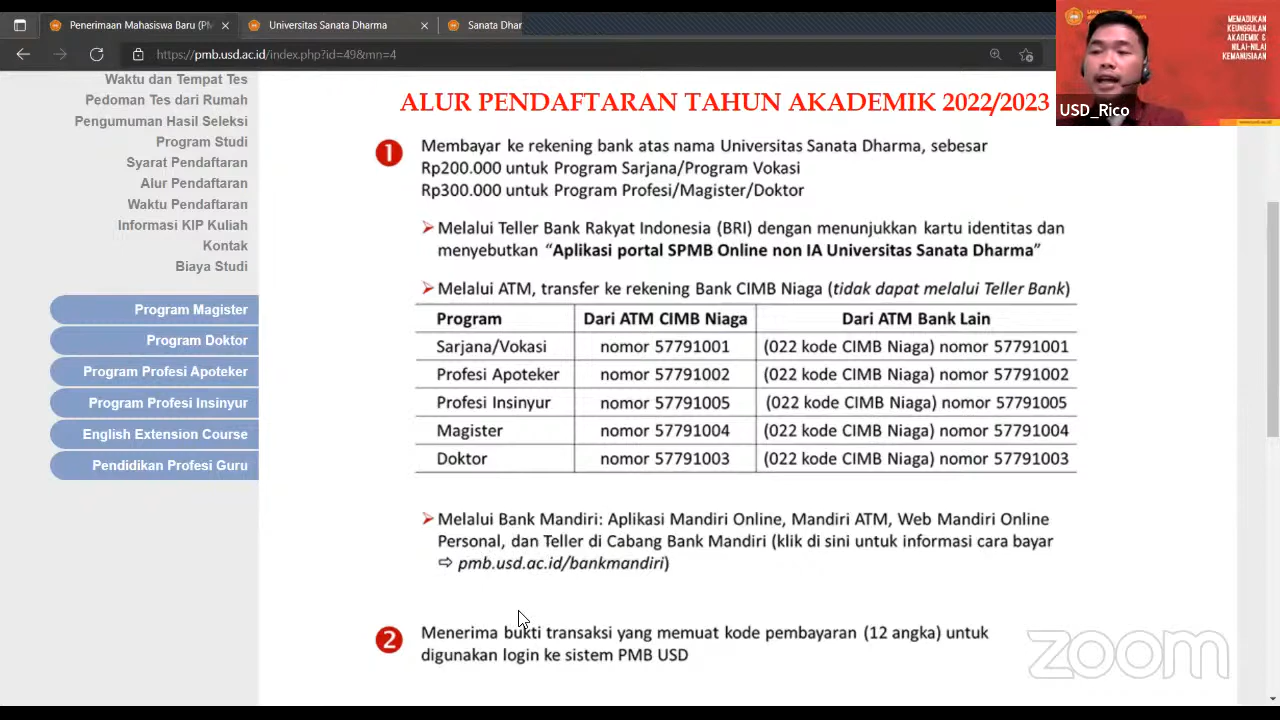 Penerimaan Mahasiswa Baru (PM
Universitas Sanata Dharma
Sanata Dhar
https://pmb.usd.ac.id/index.php?id=49&mn=4
MEMADUKAN
KEUNGGULAN
AKADEMIK &
NILAI-NILAI
KEMANUSIAAN
USD_Rico
Waktu dan Tempat Tes
Pedoman Tes dari Rumah
Pengumuman Hasil Seleksi
Program Studi
Syarat Pendaftaran
Alur Pendaftaran
Waktu Pendaftaran
Informasi KIP Kuliah
Kontak
Biaya Studi
Program Magister
Program Doktor
Program Profesi Apoteker
Program Profesi Insinyur
English Extension Course
Pendidikan Profesi Guru
ALUR PENDAFTARAN TAHUN AKADEMIK 2022/2023
1 Membayar ke rekening bank atas nama Universitas Sanata Dharma, sebesar
Rp200.000 untuk Program Sarjana/Program Vokasi
Rp300.000 untuk Program Profesi/Magister/Doktor
Melalui Teller Bank Rakyat Indonesia (BRI) dengan menunjukkan kartu identitas dan
menyebutkan “Aplikasi portal SPMB Online non IA Universitas Sanata Dharma”
Melalui ATM, transfer ke rekening Bank CIMB Niaga (tidak dapat melalui Teller Bank)
Program Dari ATM CIMB Niaga Dari ATM Bank Lain
Sarjana/Vokasi nomor 57791001 (022 kode CIMB Niaga) nomor 57791001
Profesi Apoteker nomor 57791002 (022 kode CIMB Niaga) nomor 57791002
Profesi Insinyur nomor 57791005 (022 kode CIMB Niaga) nomor 57791005
Magister nomor 57791004 (022 kode CIMB Niaga) nomor 57791004
Doktor nomor 57791003 (022 kode CIMB Niaga) nomor 57791003
Melalui Bank Mandiri: Aplikasi Mandiri Online, Mandiri ATM, Web Mandiri Online
Personal, dan Teller di Cabang Bank Mandiri (klik di sini untuk informasi cara bayar
⇨ pmb.usd.ac.id/bankmandiri)
2 Menerima bukti transaksi yang memuat kode pembayaran (12 angka) untuk
digunakan login ke sistem PMB USD
zoom